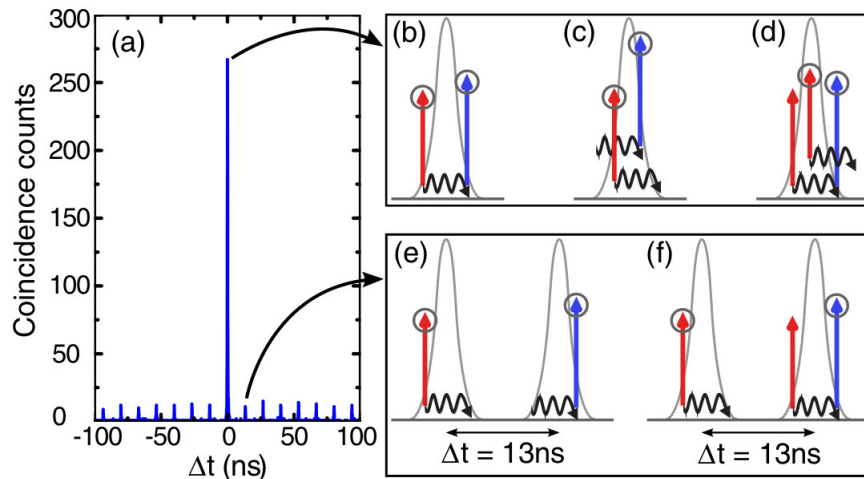 300
250
200
150
100
50
0
Coincidence counts
-100 -50 0 50 100
Δt (ns)
(a)
(b) (c) (d)
(e) (f)
Δt = 13ns Δt = 13ns